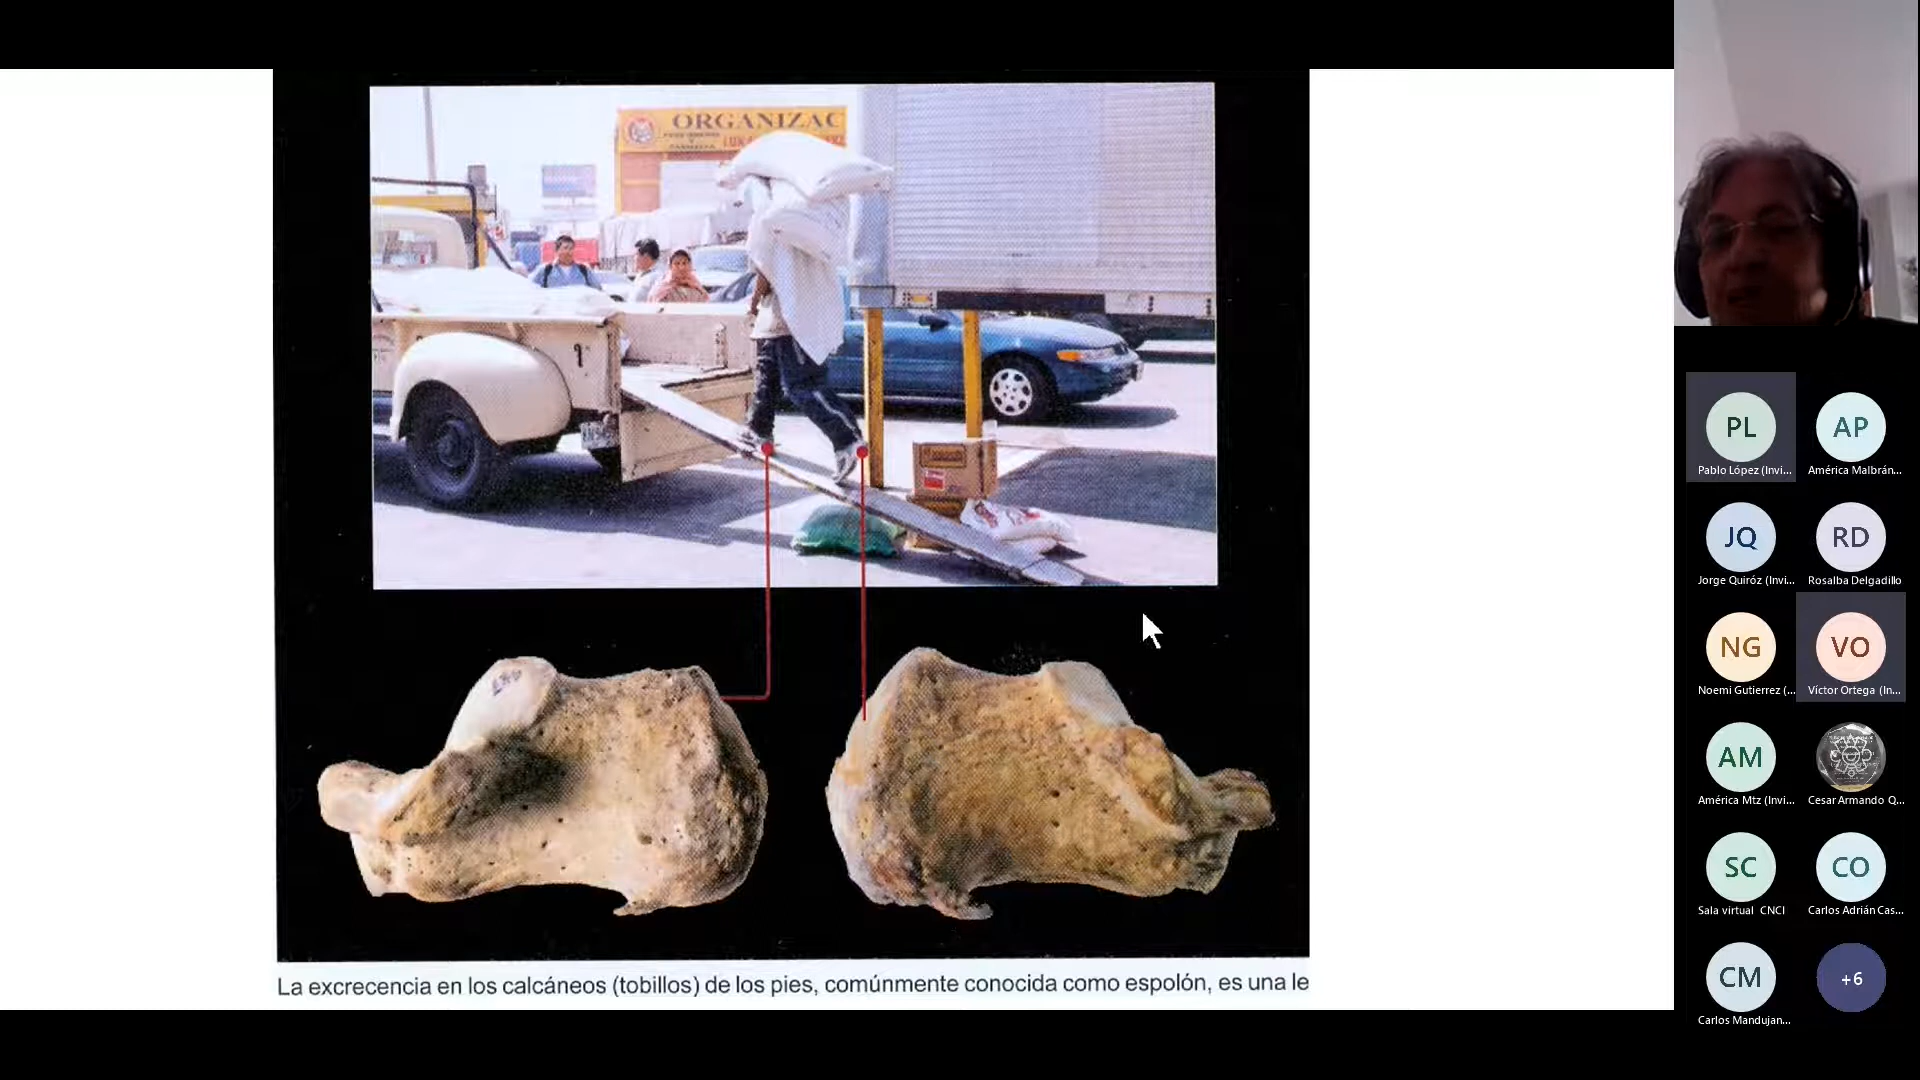 ORGANIZAC
La excrecencia en los calcáneos (tobillos) de los pies, comúnmente conocida como espolón, es una le
PL
Pablo López (Invi...
AP
América Malbrán...
JQ
Jorge Quiróz (Invi...
RD
Rosalba Delgadillo
NG
Noemi Gutierrez (...
VO
Víctor Ortega (In...
AM
América Mtz (Invi...
Cesar Armando Q...
SC
Sala virtual CNCI
CO
Carlos Adrián Cas...
CM
Carlos Mandujan...
+6